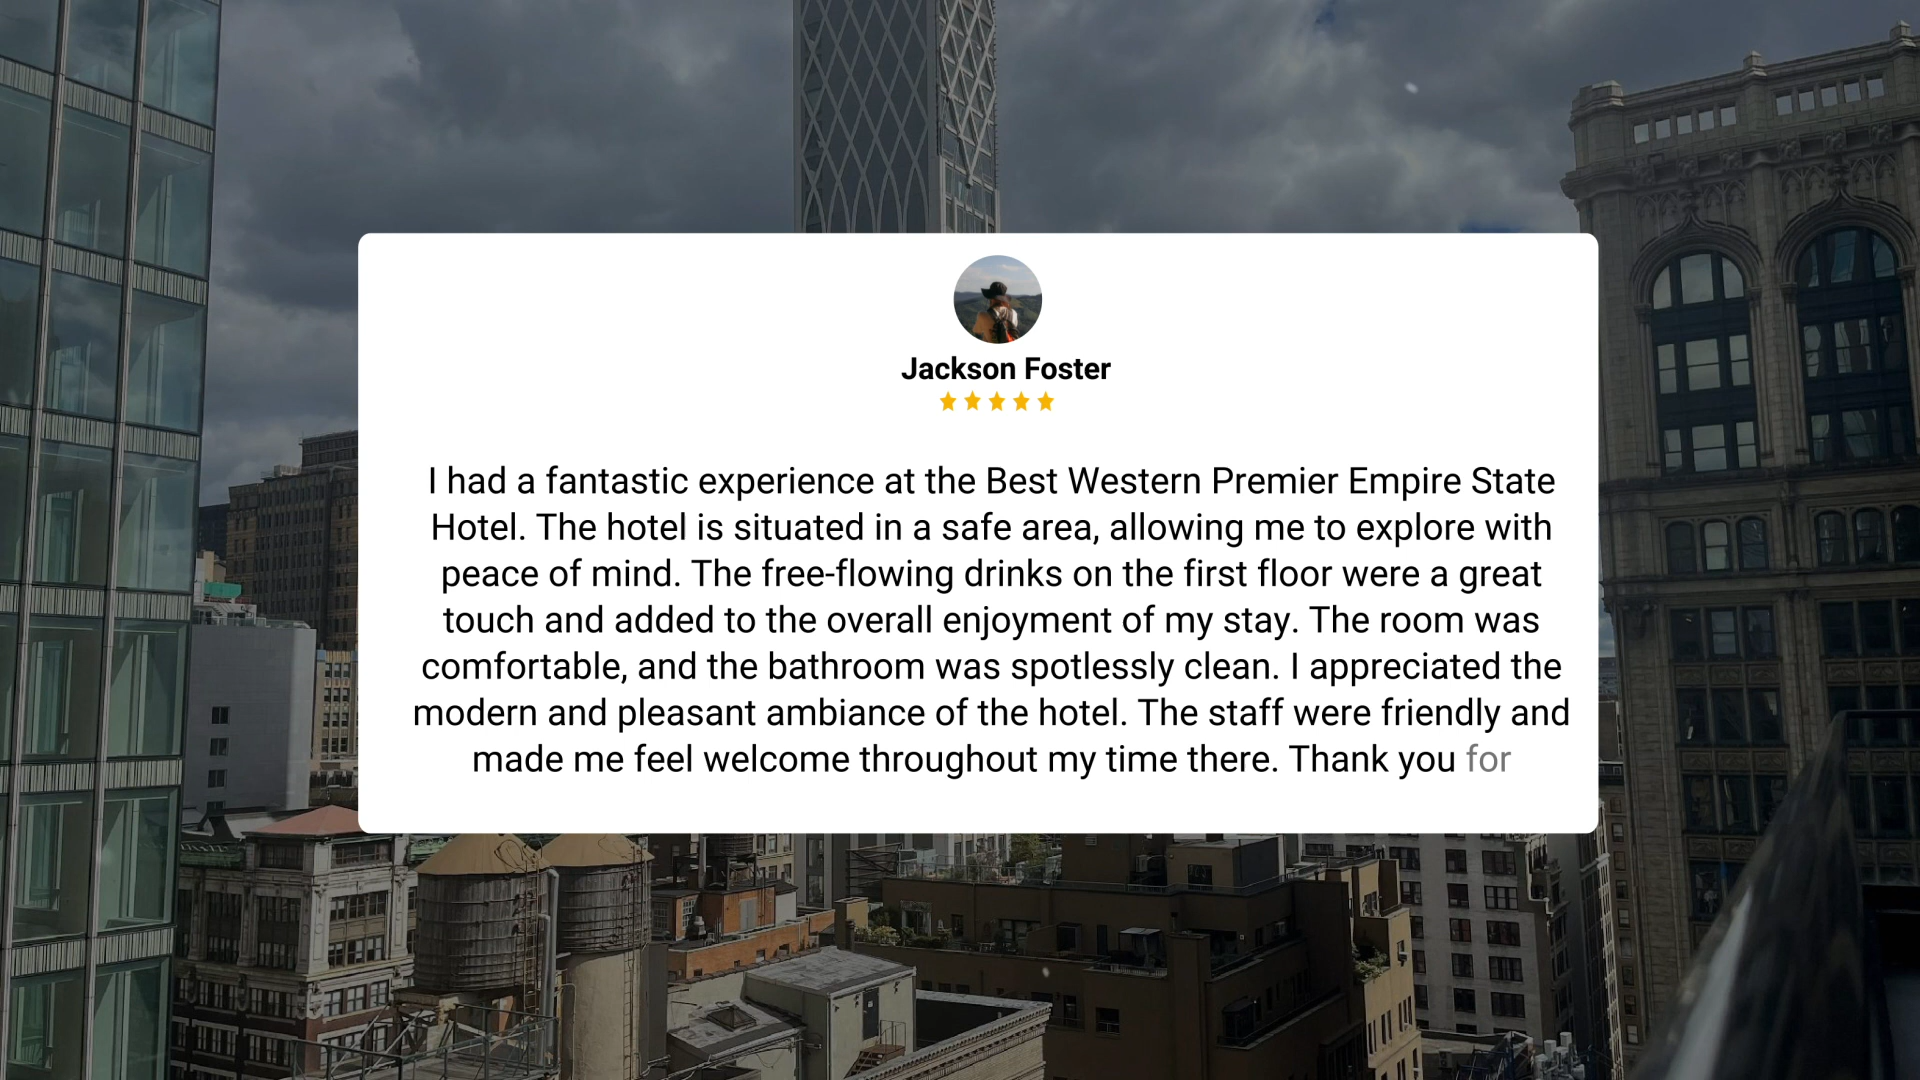 Jackson Foster
I had a fantastic experience at the Best Western Premier Empire State
Hotel. The hotel is situated in a safe area, allowing me to explore with
peace of mind. The free-flowing drinks on the first floor were a great
touch and added to the overall enjoyment of my stay. The room was
comfortable, and the bathroom was spotlessly clean. I appreciated the
modern and pleasant ambiance of the hotel. The staff were friendly and
made me feel welcome throughout my time there. Thank you for